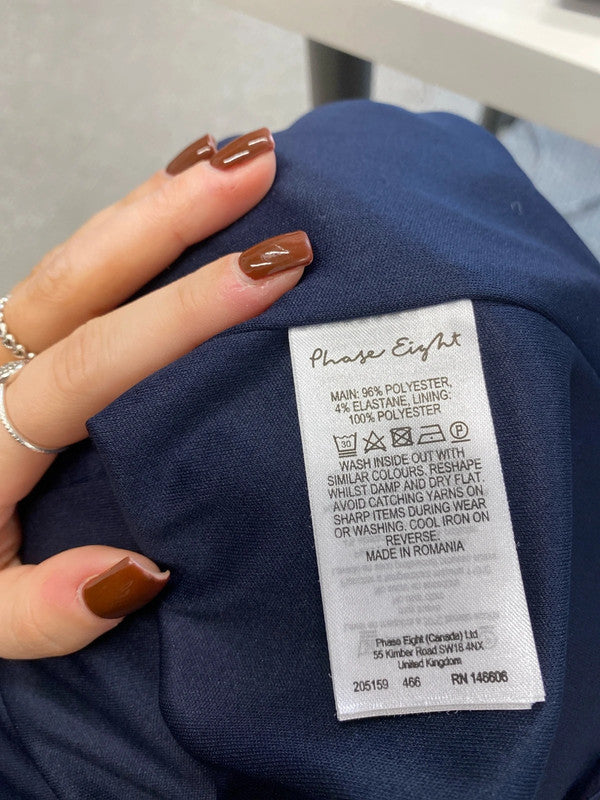 Phase Eight
MAIN: 96% POLYESTER,
4% ELASTANE, LINING:
100% POLYESTER
30 P
WASH INSIDE OUT WITH
SIMILAR COLOURS. RESHAPE
WHILST DAMP AND DRY FLAT.
AVOID CATCHING YARNS ON
SHARP ITEMS DURING WEAR
OR WASHING. COOL IRON ON
REVERSE.
MADE IN ROMANIA
Phase Eight (Canada) Ltd
55 Kimber Road SW18 4NX
United Kingdom
205159 466 RN 146606